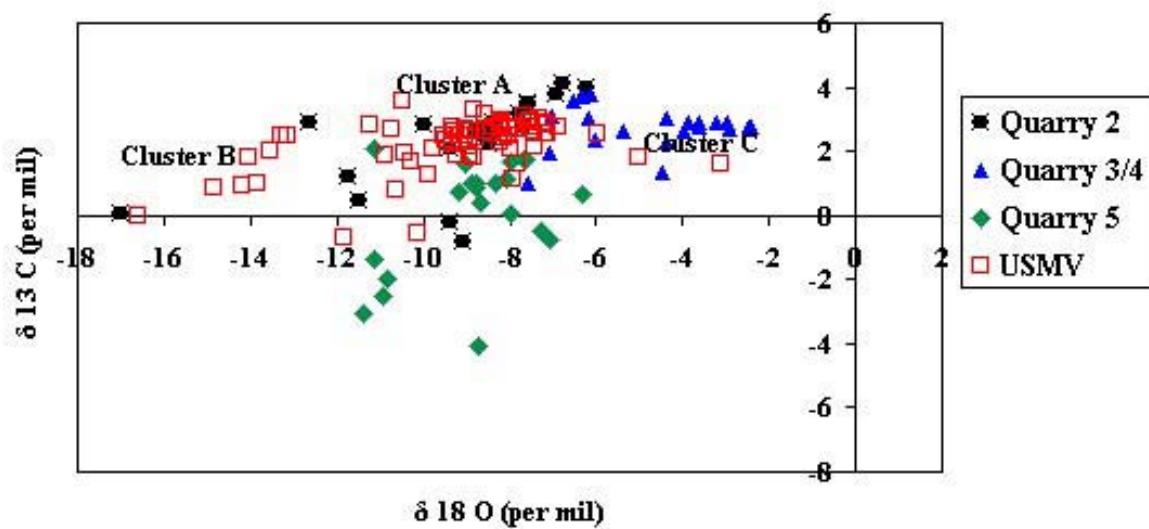 6
4
2
0
-2
-4
-6
-8
-18 -16 -14 -12 -10 -8 -6 -4 -2 0 2
Cluster A
Cluster B
Cluster C
δ 13 C (per mil)
δ 18 O (per mil)
Quarry 2
Quarry 3/4
Quarry 5
USMV